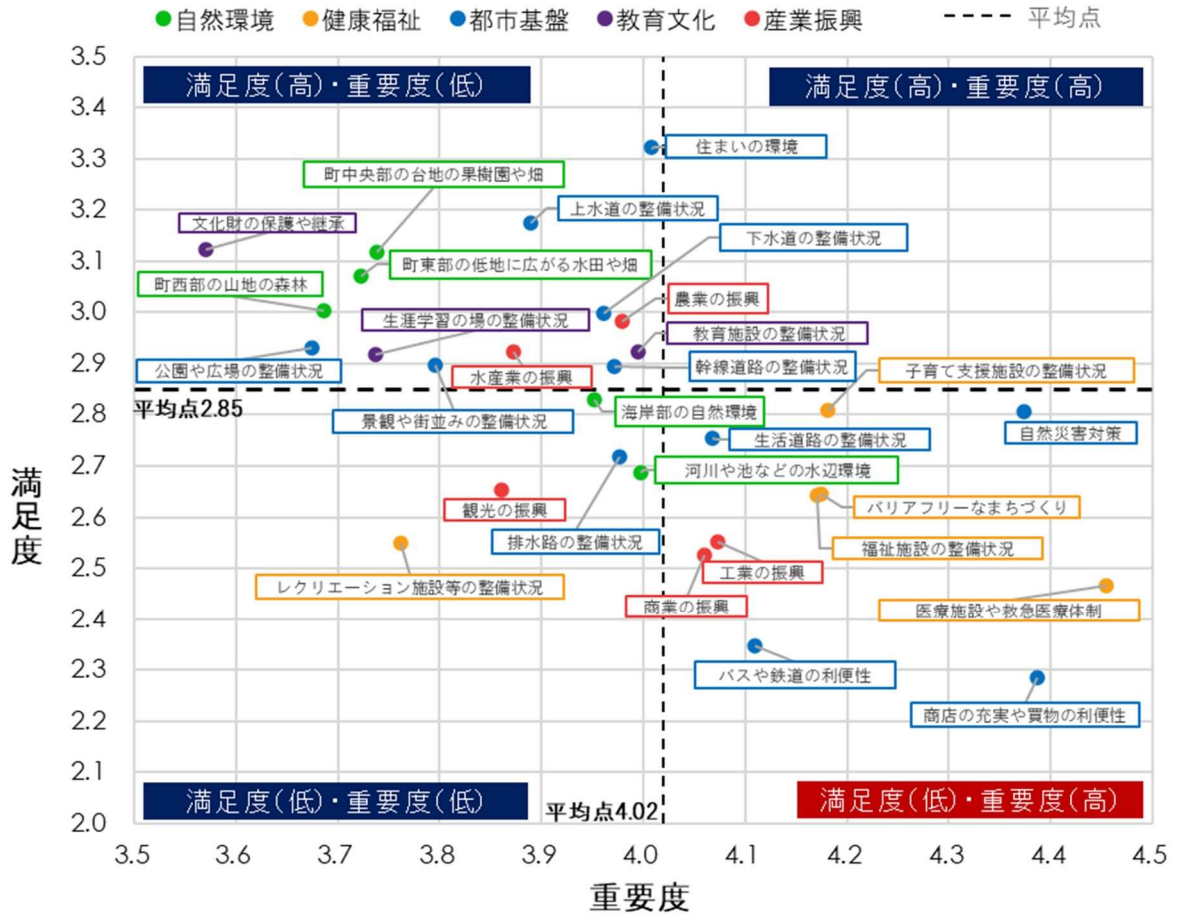 自然環境 健康福祉 都市基盤 教育文化 産業振興 平均点
3.5
満足度(高)・重要度(低)
満足度(高)・重要度(高)
3.4
3.3
住まいの環境
町中央部の台地の果樹園や畑
3.2
文化財の保護や継承
上水道の整備状況
下水道の整備状況
3.1
町東部の低地に広がる水田や畑
町西部の山地の森林
農業の振興
3.0
生涯学習の場の整備状況
教育施設の整備状況
2.9
公園や広場の整備状況
水産業の振興
幹線道路の整備状況
子育て支援施設の整備状況
平均点2.85
2.8
景観や街並みの整備状況
海岸部の自然環境
生活道路の整備状況
自然災害対策
2.7
河川や池などの水辺環境
2.6
観光の振興
バリアフリーなまちづくり
排水路の整備状況
福祉施設の整備状況
2.5
レクリエーション施設等の整備状況
工業の振興
商業の振興
医療施設や救急医療体制
2.4
2.3
バスや鉄道の利便性
2.2
商店の充実や買物の利便性
2.1
満足度(低)・重要度(低)
平均点4.02
満足度(低)・重要度(高)
2.0
3.5 3.6 3.7 3.8 3.9 4.0 4.1 4.2 4.3 4.4 4.5
満足度
重要度